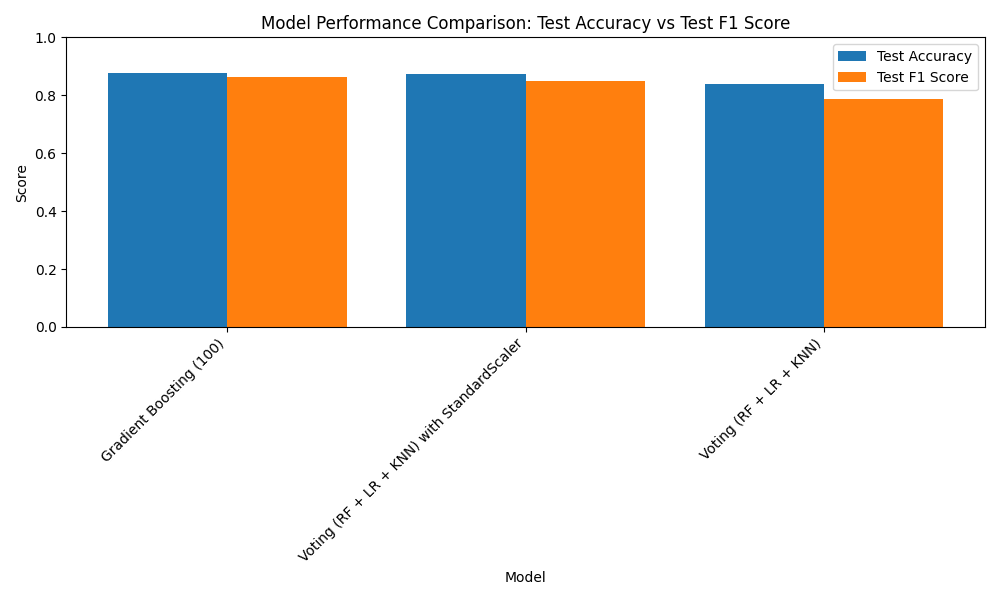 Model Performance Comparison: Test Accuracy vs Test F1 Score
Test Accuracy
Test F1 Score
Score
1.0
0.8
0.6
0.4
0.2
0.0
Gradient Boosting (100)
Voting (RF + LR + KNN) with StandardScaler
Voting (RF + LR + KNN)
Model